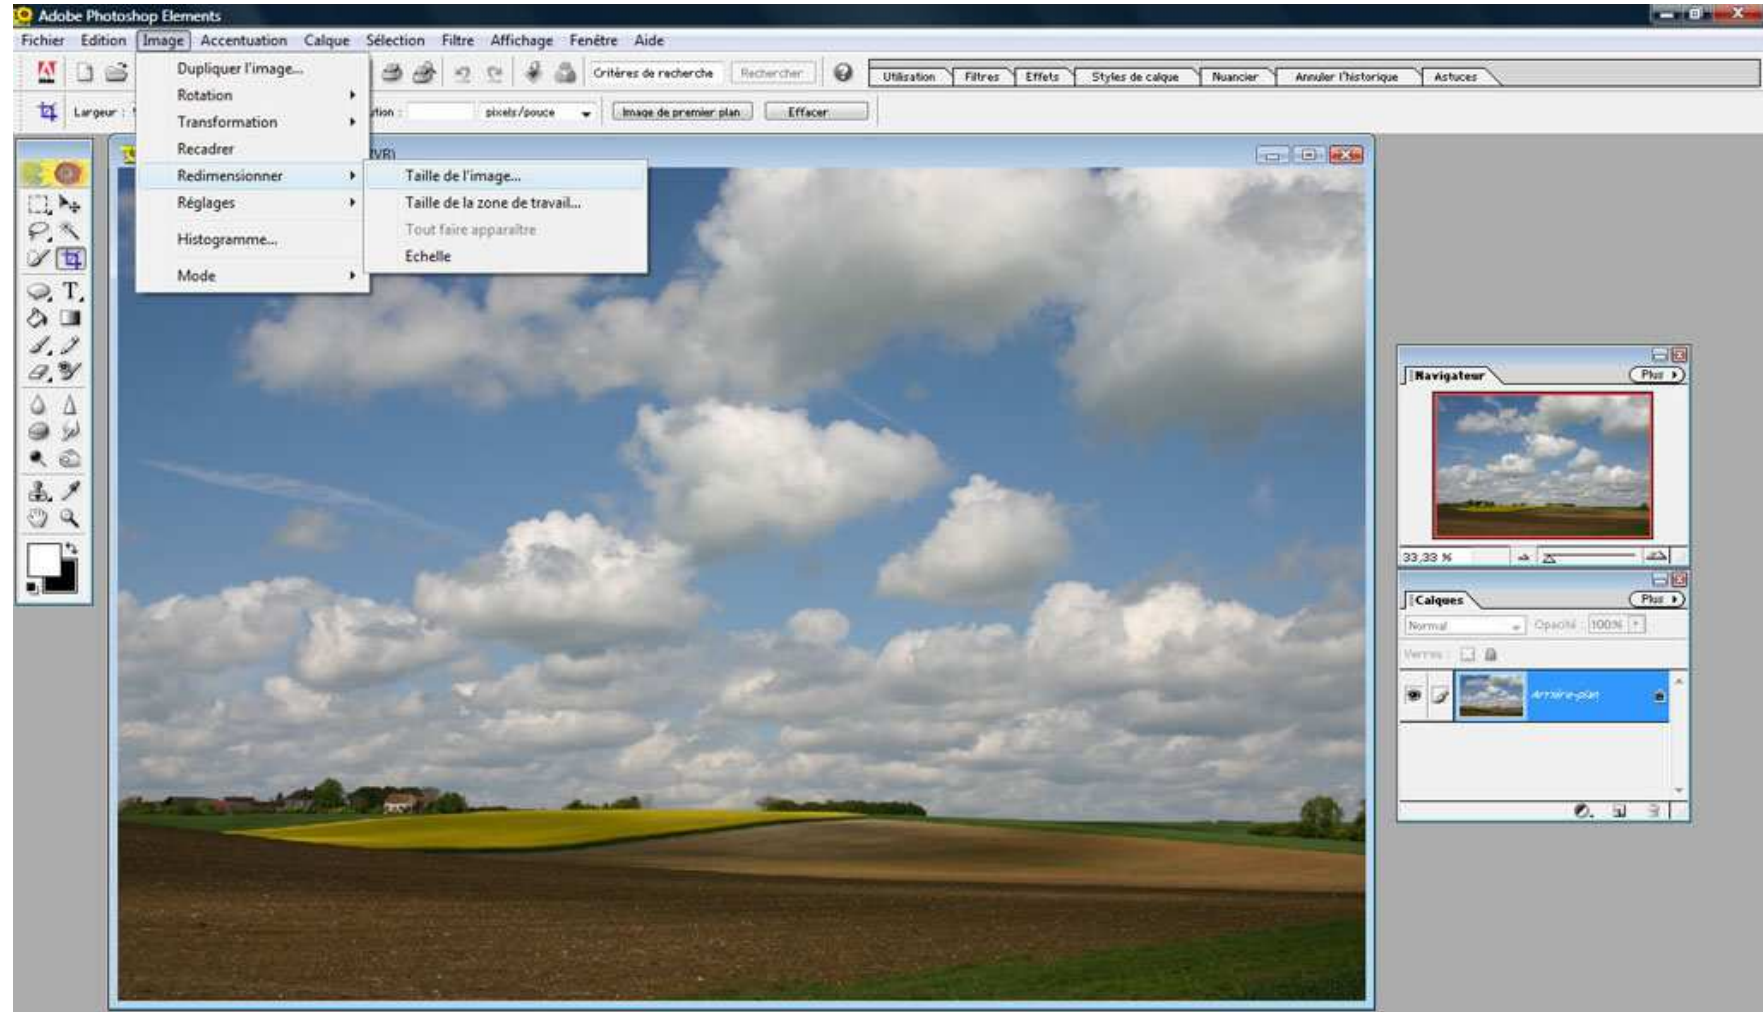 Adobe Photoshop Elements
Fichier Edition Image Accentuation Calque Sélection Filtre Affichage Fenêtre Aide
Critères de recherche Rechercher Utilisation Filtres Effets Styles de calque Nuancier Annuler l'historique Astuces
Largeur : pixels/pouce Image de premier plan Effacer
Dupliquer l'image...
Rotation
Transformation
Recadrer
Redimensionner
Réglages
Histogramme...
Mode
Taille de l'image...
Taille de la zone de travail...
Tout faire apparaître
Echelle
Navigateur Plus
33,33 %
Calques Plus
Normal Opacité : 100%
Verrou :
Arrière-plan